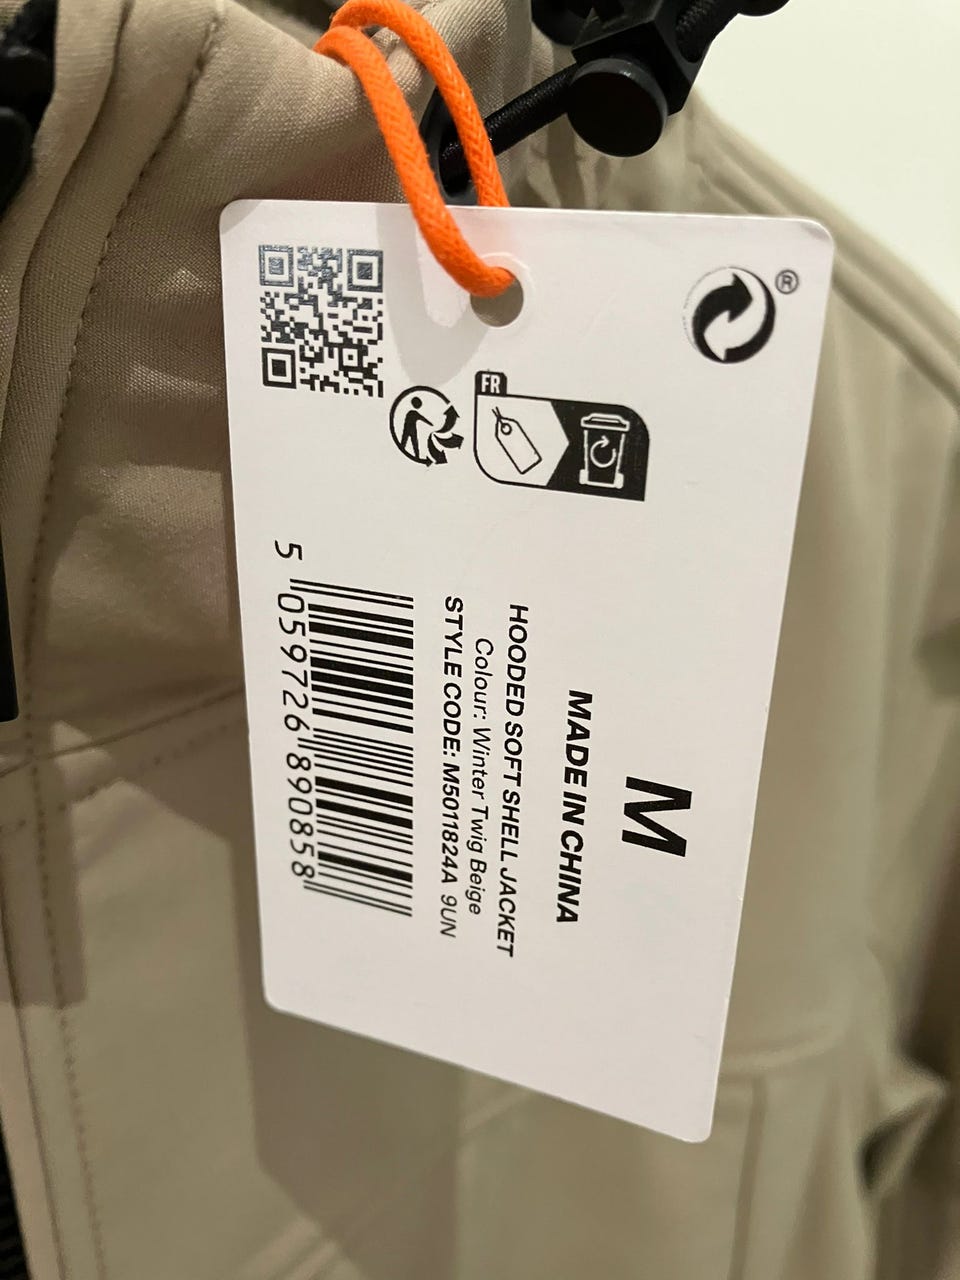 ®
M
MADE IN CHINA
HOODED SOFT SHELL JACKET
Colour: Winter Twig Beige
STYLE CODE: M5011824A 9UN
5 059726 890858
FR